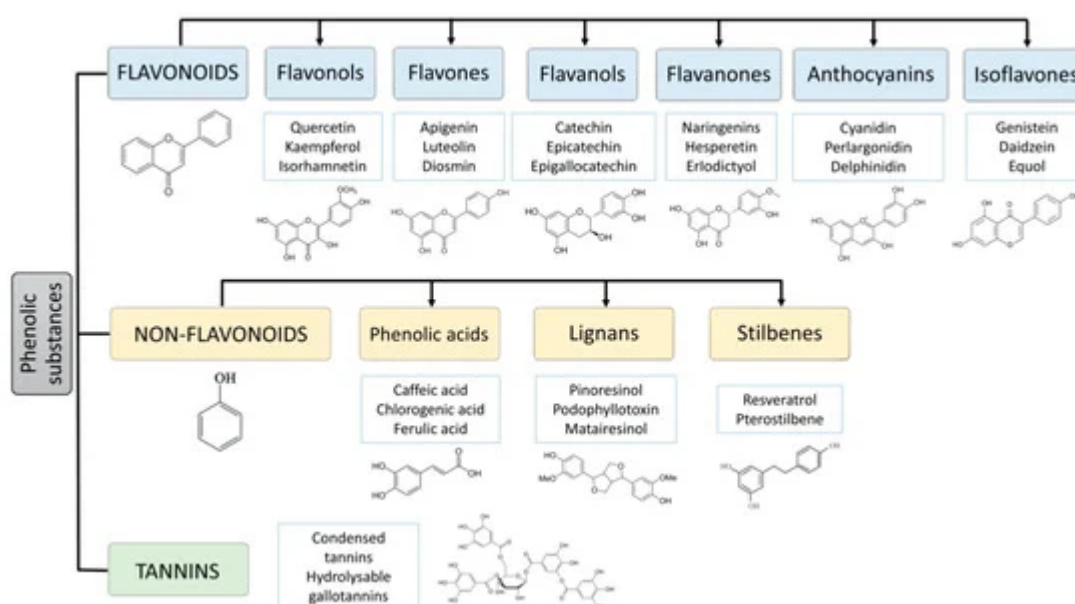 FLAVONOIDS
Flavonols
Flavones
Flavanols
Flavanones
Anthocyanins
Isoflavones
Quercetin
Kaempferol
Isorhamnetin
Apigenin
Luteolin
Diosmin
Catechin
Epicatechin
Epigallocatechin
Naringenins
Hesperetin
ErIodictyol
Cyanidin
Perlargonidin
Delphinidin
Genistein
Daidzein
Equol
Phenolic
substances
NON-FLAVONOIDS
Phenolic acids
Lignans
Stilbenes
OH
Caffeic acid
Chlorogenic acid
Ferulic acid
Pinoresinol
Podophyllotoxin
Matairesinol
Resveratrol
Pterostilbene
TANNINS
Condensed
tannins
Hydrolysable
gallotannins